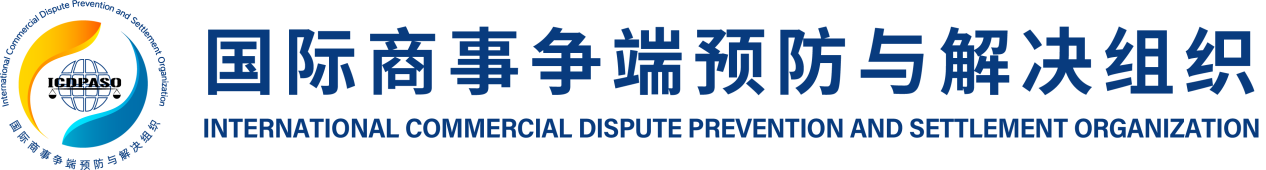 International Commercial Dispute Prevention and Settlement Organization
ICDPASO
国际商事争端预防与解决组织
国际商事争端预防与解决组织
INTERNATIONAL COMMERCIAL DISPUTE PREVENTION AND SETTLEMENT ORGANIZATION